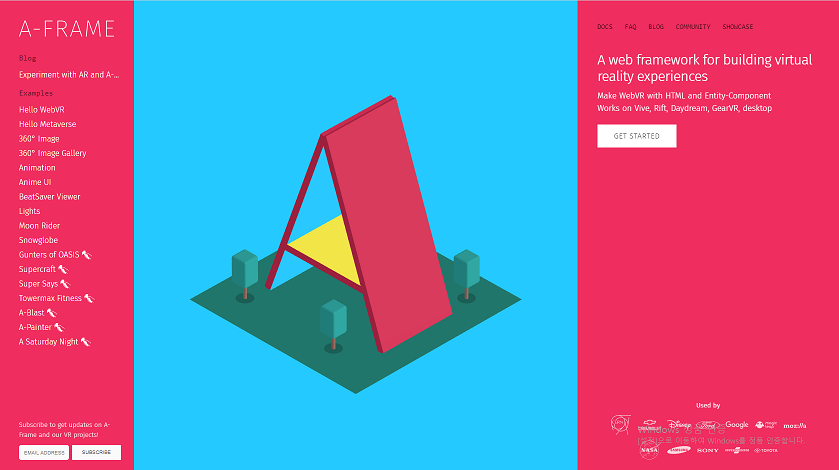 A-FRAME
Blog
Experiment with AR and A-...
Examples
Hello WebVR
Hello Metaverse
360° Image
360° Image Gallery
Animation
Anime UI
BeatSaver Viewer
Lights
Moon Rider
Snowglobe
Gunters of OASIS
Supercraft
Super Says
Towermax Fitness
A-Blast
A-Painter
A Saturday Night
Subscribe to get updates on A-
Frame and our VR projects!
EMAIL ADDRESS
SUBSCRIBE
DOCS FAQ BLOG COMMUNITY SHOWCASE
A web framework for building virtual
reality experiences
Make WebVR with HTML and Entity-Component
Works on Vive, Rift, Daydream, GearVR, desktop
GET STARTED
Used by
Disney Ford Google moz://a
Windows 정품 인증
[설정]으로 이동하여 Windows를 정품 인증합니다.
NASA SAMSUNG SONY TOYOTA